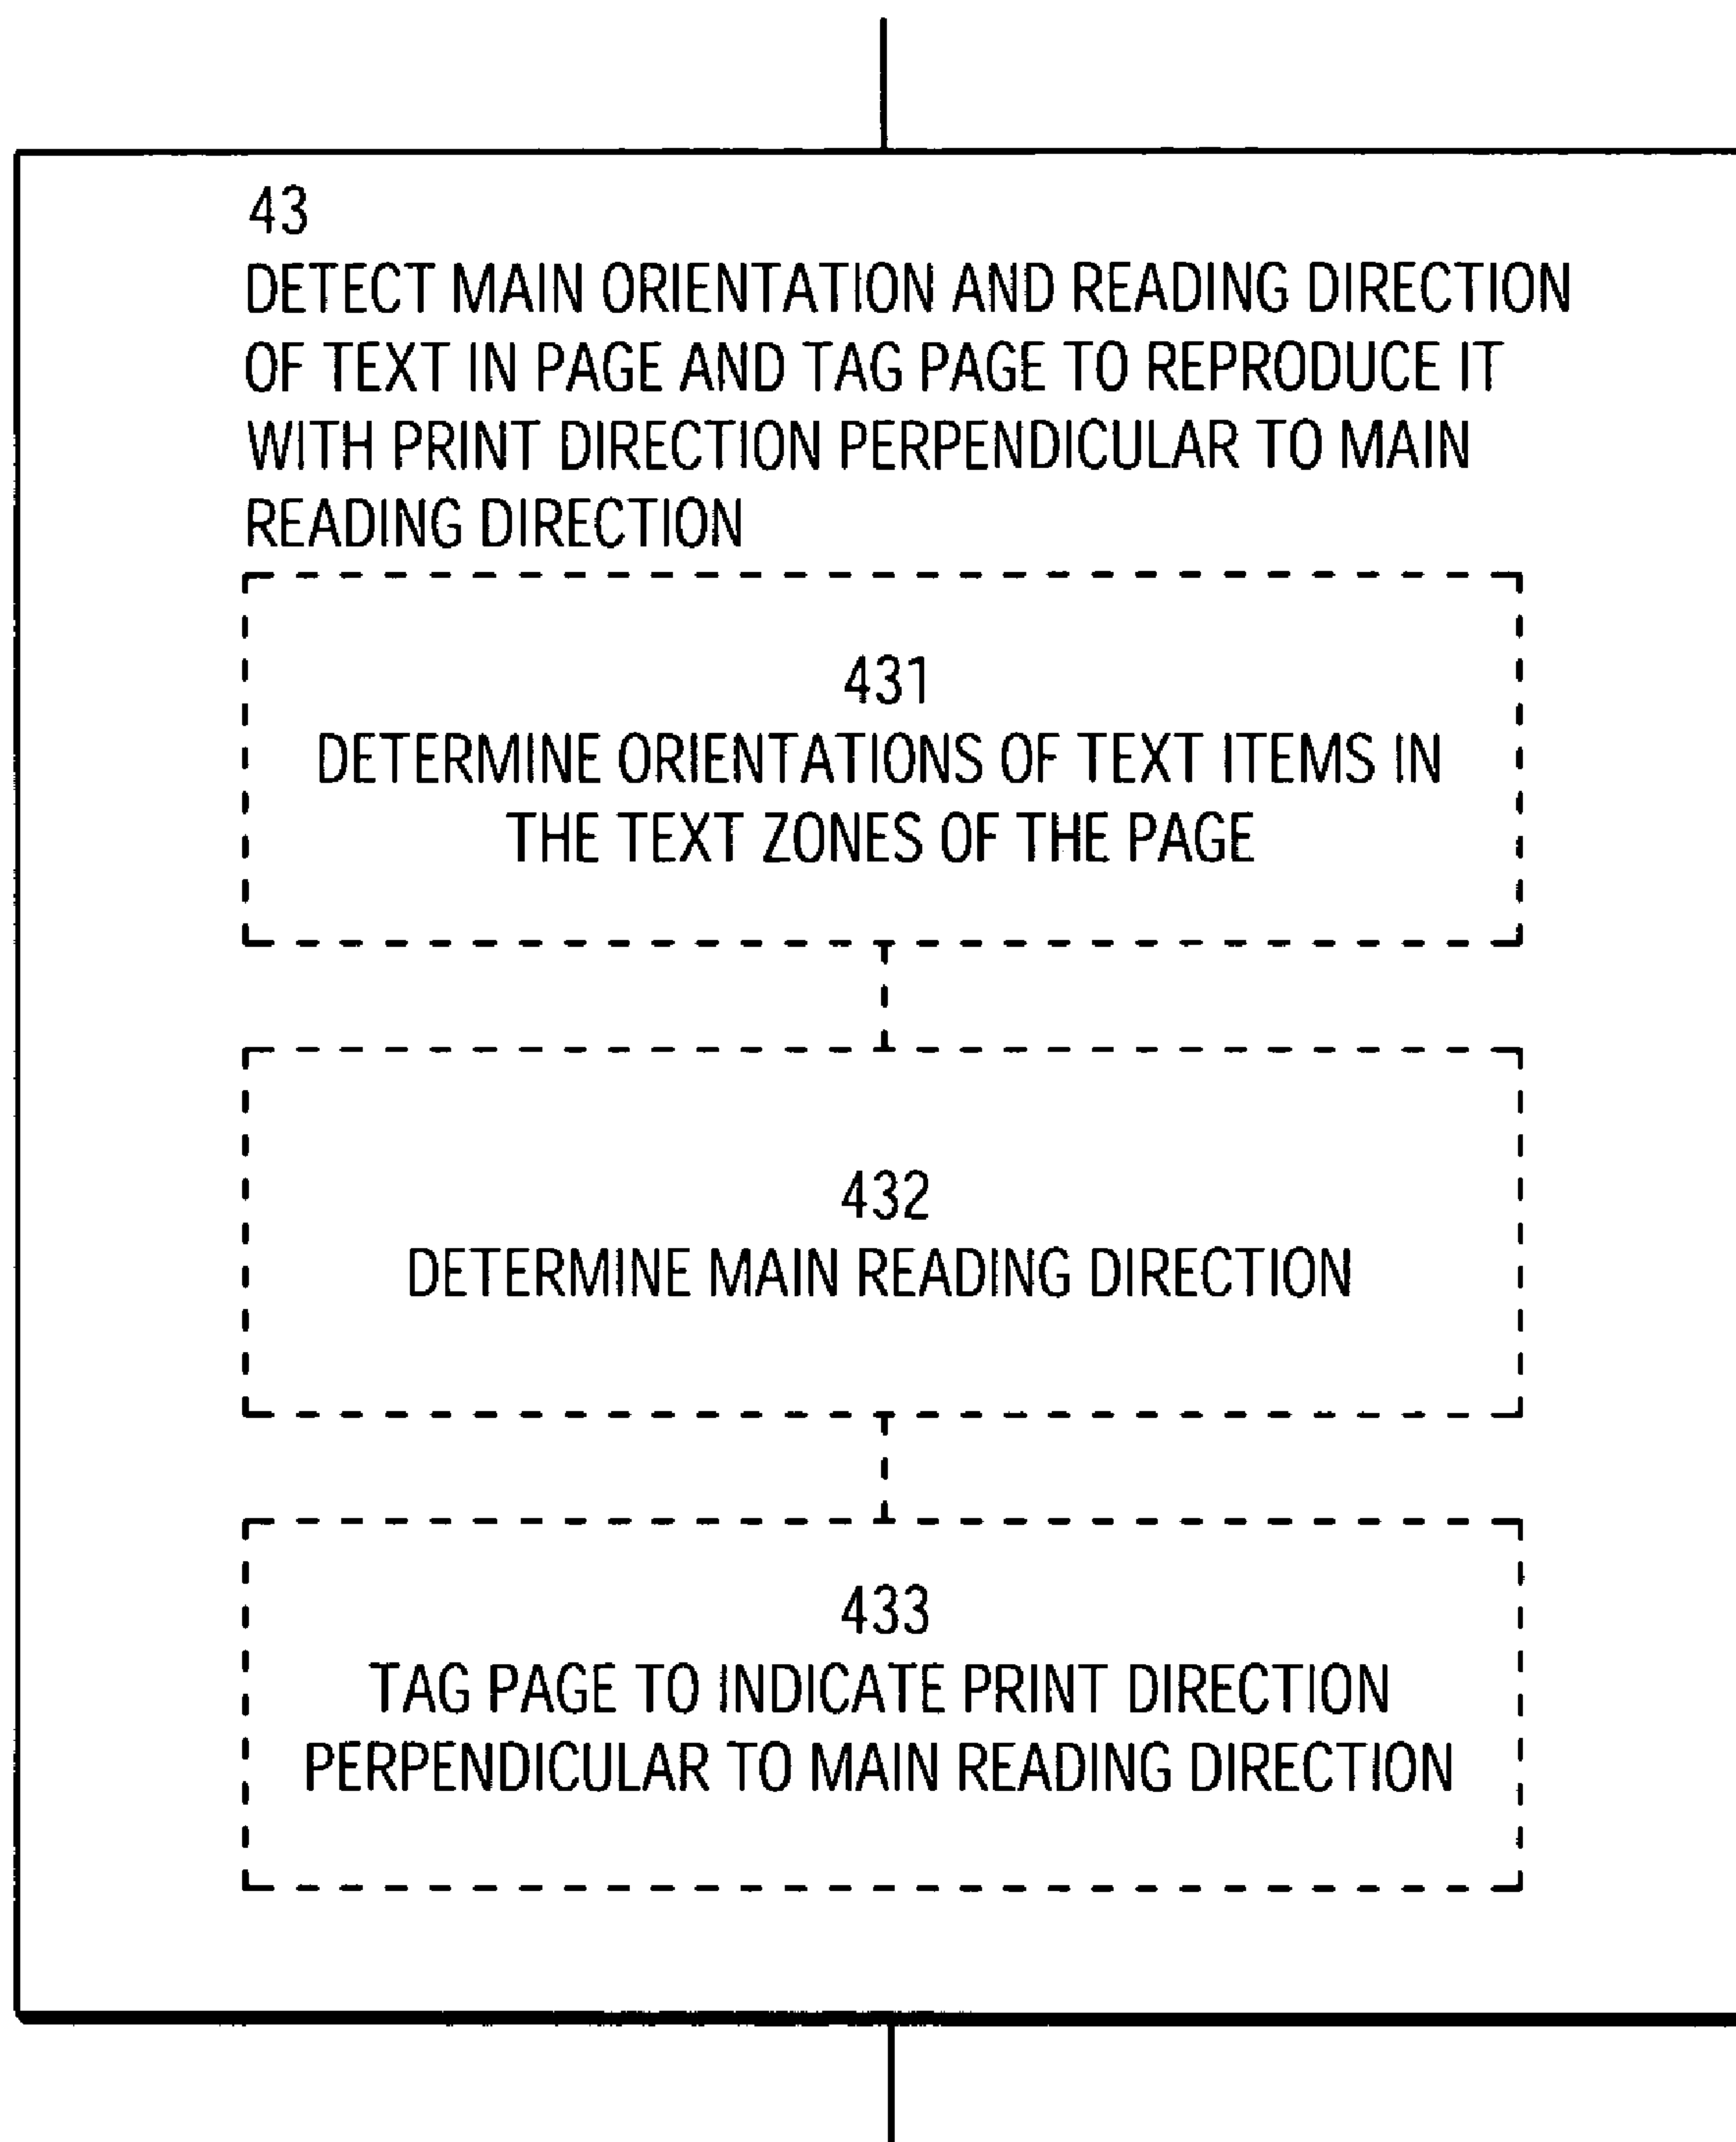 43
DETECT MAIN ORIENTATION AND READING DIRECTION
OF TEXT IN PAGE AND TAG PAGE TO REPRODUCE IT
WITH PRINT DIRECTION PERPENDICULAR TO MAIN
READING DIRECTION
431
DETERMINE ORIENTATIONS OF TEXT ITEMS IN
THE TEXT ZONES OF THE PAGE
432
DETERMINE MAIN READING DIRECTION
433
TAG PAGE TO INDICATE PRINT DIRECTION
PERPENDICULAR TO MAIN READING DIRECTION